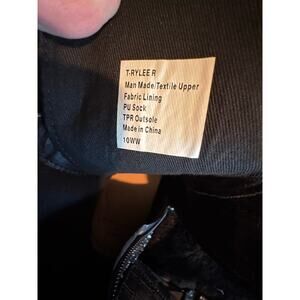 T-RYLEE R
Man Made/Textile Upper
Fabric Lining
PU Sock
TPR Outsole
Made in China
10WW